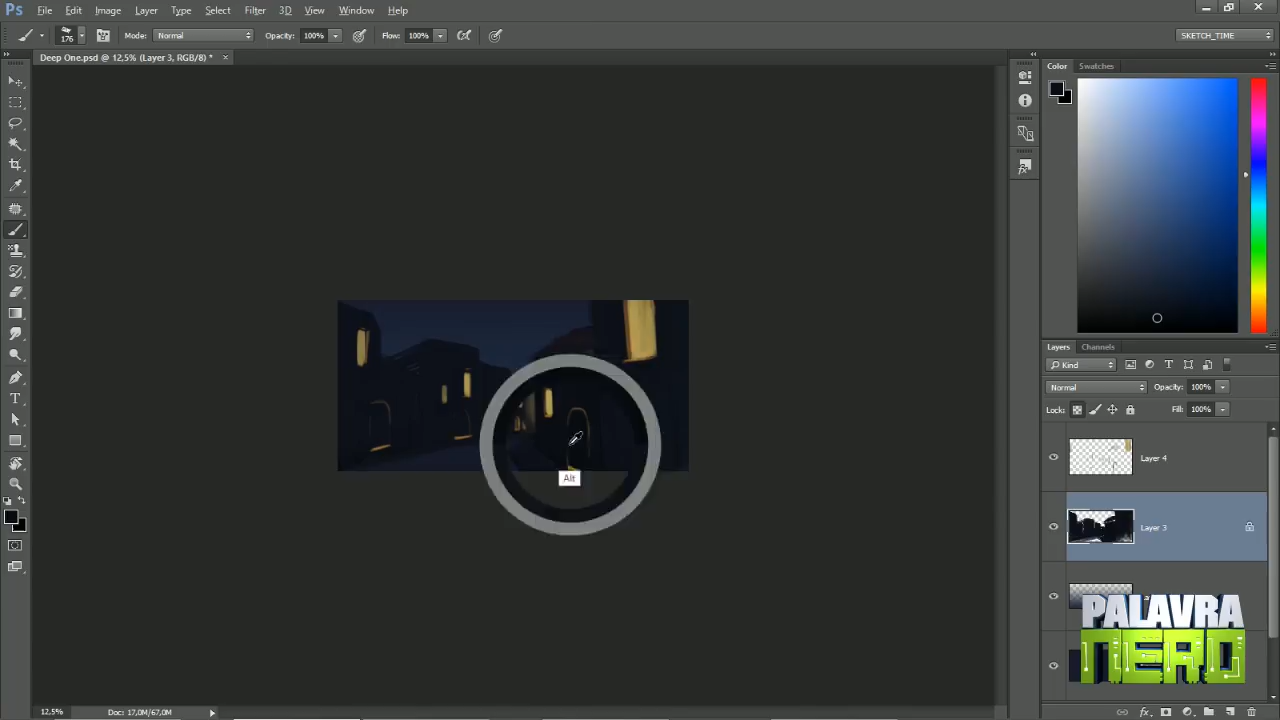 Ps File Edit Image Layer Type Select Filter 3D View Window Help
176 Mode: Normal Opacity: 100% Flow: 100% SKETCH_TIME
Deep One.psd @ 12,5% (Layer 3, RGB/8) * ×
Color Swatches
Layers Channels
Kind
Normal Opacity: 100%
Lock: Fill: 100%
Layer 4
Layer 3
Alt
PALAVRA
NERD
12,5% Doc: 17,0M/67,0M
fx